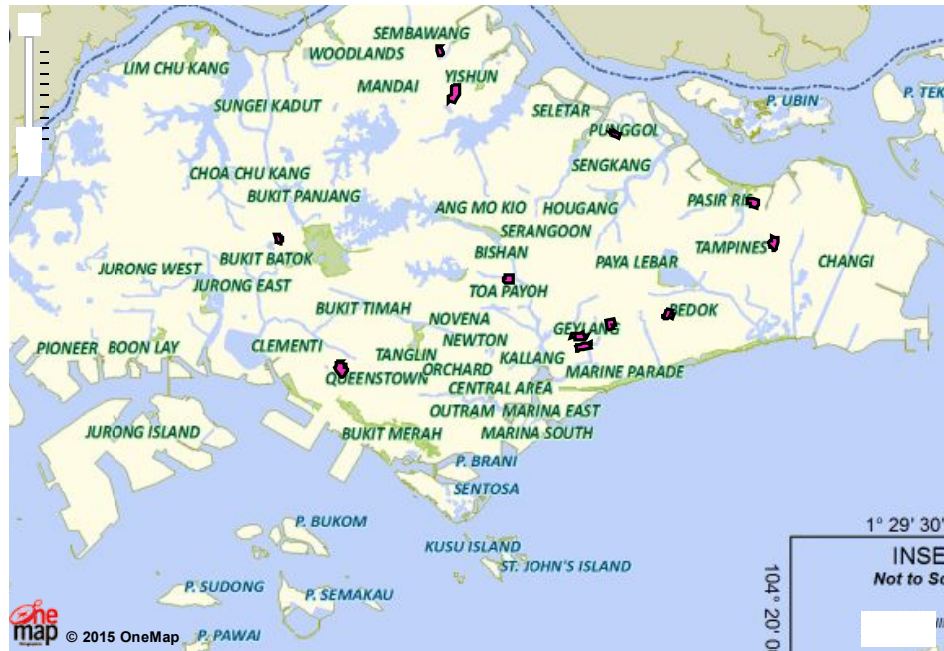 SEMBAWANG
WOODLANDS
LIM CHU KANG
YISHUN
MANDAI
SUNGEI KADUT
SELETAR
P. UBIN
P. TEK
PUNGGOL
SENGKANG
CHOA CHU KANG
BUKIT PANJANG
ANG MO KIO
HOUGANG
PASIR RIS
SERANGOON
BISHAN
TAMPINES
BUKIT BATOK
PAYA LEBAR
CHANGI
JURONG WEST
JURONG EAST
TOA PAYOH
BUKIT TIMAH
NOVENA
BEDOK
GEYLANG
NEWTON
PIONEER
BOON LAY
CLEMENTI
TANGLIN
KALLANG
ORCHARD
MARINE PARADE
QUEENSTOWN
CENTRAL AREA
OUTRAM
MARINA EAST
JURONG ISLAND
BUKIT MERAH
MARINA SOUTH
P. BRANI
SENTOSA
P. BUKOM
1° 29' 30'
KUSU ISLAND
INSE
ST. JOHN'S ISLAND
Not to Sc
104° 20' 0
P. SUDONG
P. SEMAKAU
one
map
© 2015 OneMap
P. PAWAI